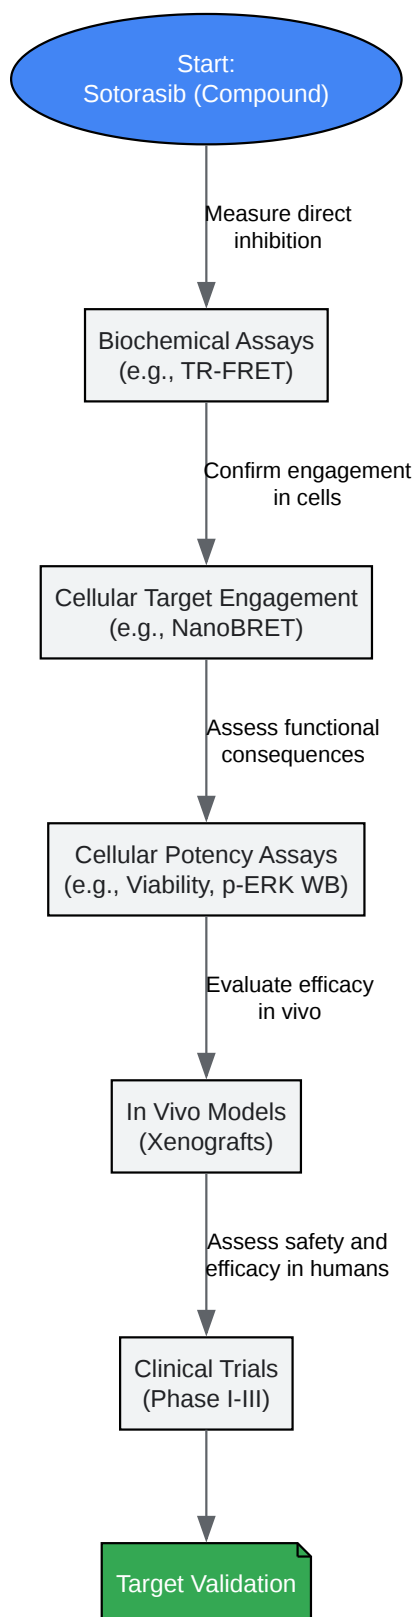 Start:
Sotorasib (Compound)
Measure direct
inhibition
Biochemical Assays
(e.g., TR-FRET)
Confirm engagement
in cells
Cellular Target Engagement
(e.g., NanoBRET)
Assess functional
consequences
Cellular Potency Assays
(e.g., Viability, p-ERK WB)
Evaluate efficacy
in vivo
In Vivo Models
(Xenografts)
Assess safety and
efficacy in humans
Clinical Trials
(Phase I-III)
Target Validation